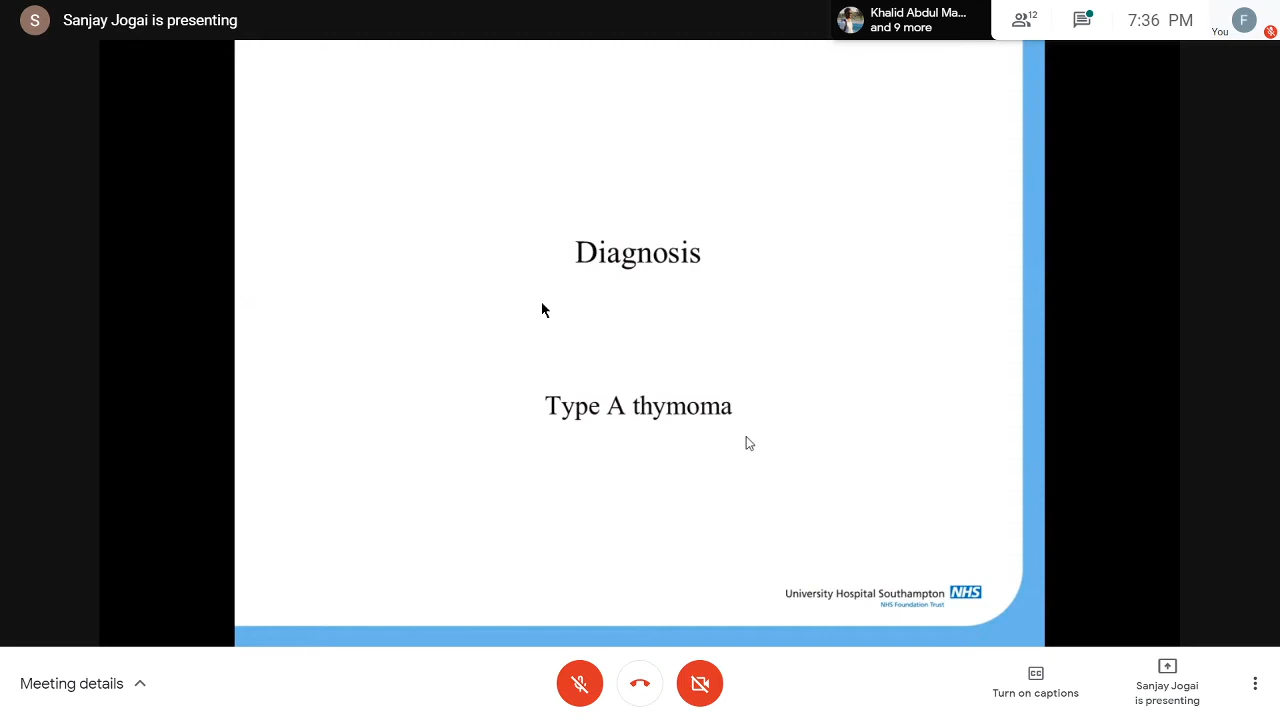 S
Sanjay Jogai is presenting
Khalid Abdul Ma...
and 9 more
12
7:36 PM
You
F
Diagnosis
Type A thymoma
University Hospital Southampton NHS
NHS Foundation Trust
Meeting details
CC
Turn on captions
Sanjay Jogai
is presenting